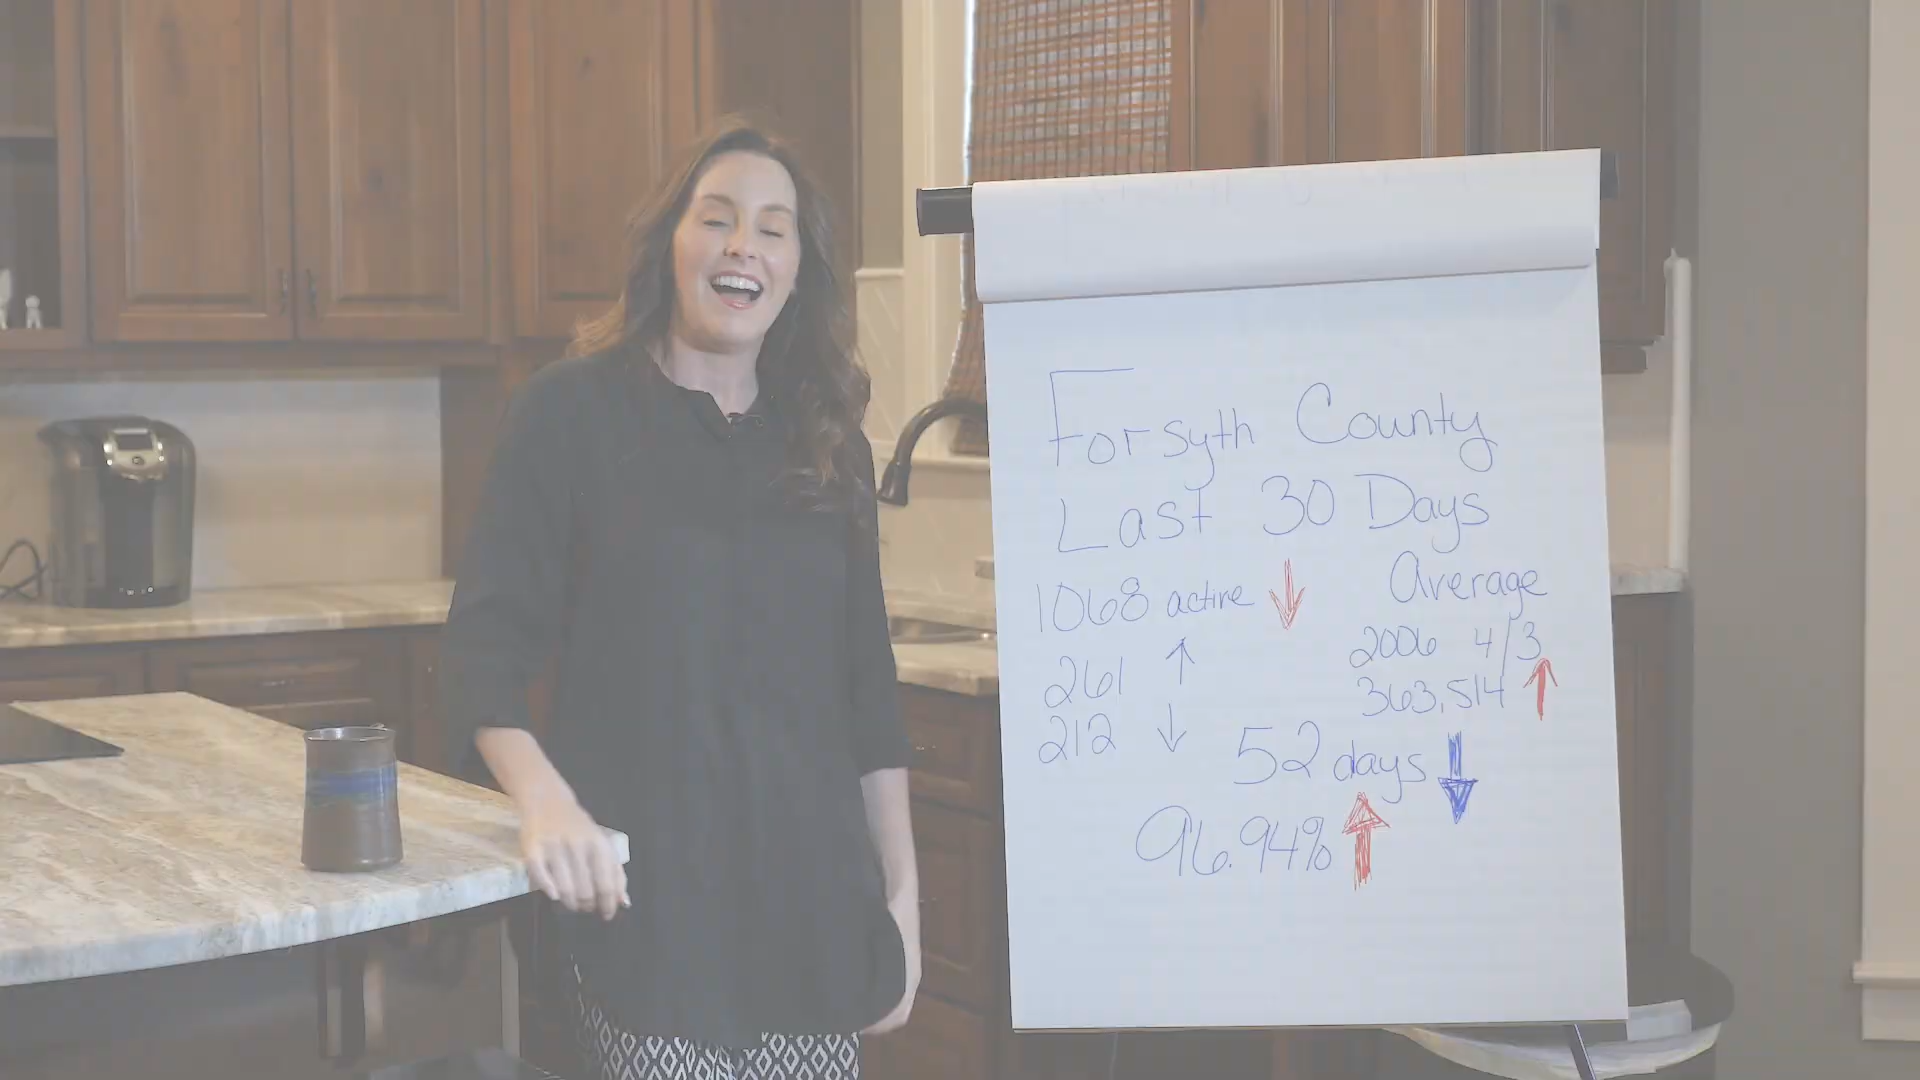 Forsyth County
Last 30 Days
1068 active ↓
261 ↑
212 ↓
Average
2006 4/3
363,514 ↑
52 days ↓
96.94% ↑